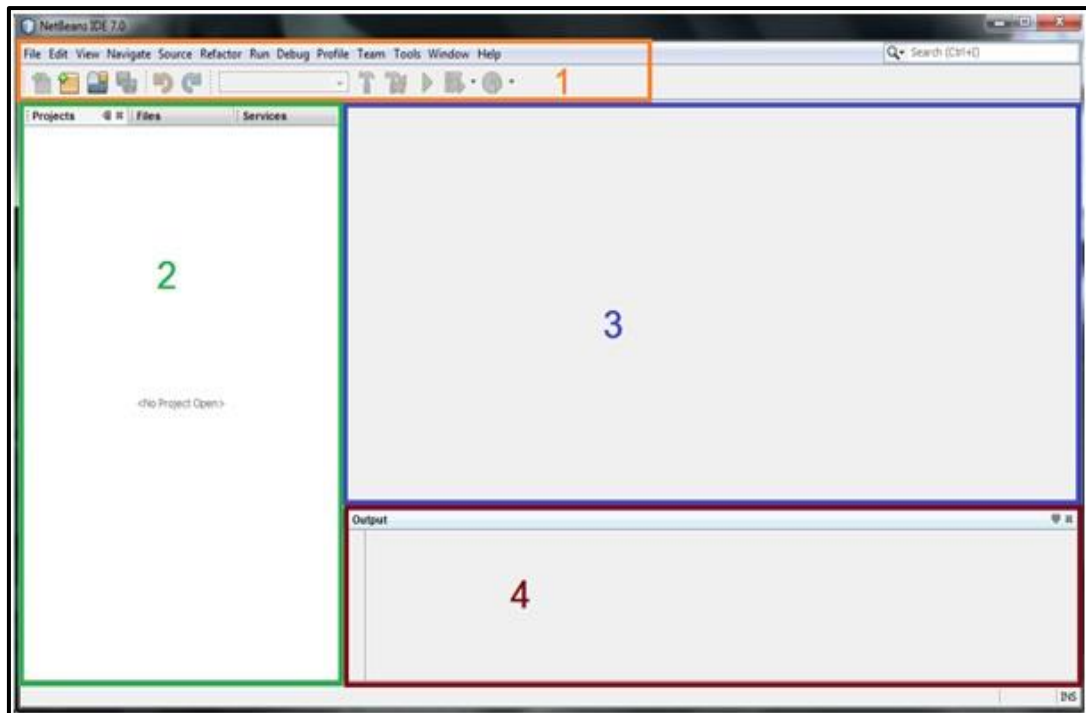 NetBeans IDE 7.0
File Edit View Navigate Source Refactor Run Debug Profile Team Tools Window Help
Search (Ctrl+I)
1
Projects Files Services
2
<No Project Open>
3
Output
4
INS